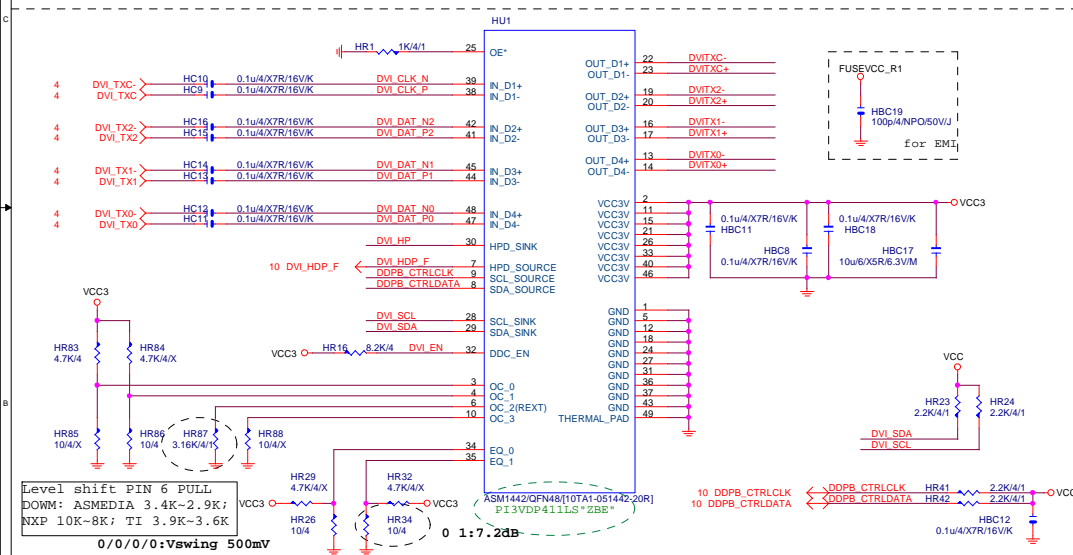 C
HU1
HR1 1K/4/1 25 OE*
4 DVI_TXC- HC10 0.1u/4/X7R/16V/K DVI_CLK_N 39 IN_D1+
4 DVI_TXC HC9 0.1u/4/X7R/16V/K DVI_CLK_P 38 IN_D1-
4 DVI_TX2- HC16 0.1u/4/X7R/16V/K DVI_DAT_N2 42 IN_D2+
4 DVI_TX2 HC15 0.1u/4/X7R/16V/K DVI_DAT_P2 41 IN_D2-
4 DVI_TX1- HC14 0.1u/4/X7R/16V/K DVI_DAT_N1 45 IN_D3+
4 DVI_TX1 HC13 0.1u/4/X7R/16V/K DVI_DAT_P1 44 IN_D3-
4 DVI_TX0- HC12 0.1u/4/X7R/16V/K DVI_DAT_N0 48 IN_D4+
4 DVI_TX0 HC11 0.1u/4/X7R/16V/K DVI_DAT_P0 47 IN_D4-
DVI_HP 30 HPD_SINK
10 DVI_HDP_F DVI_HDP_F 7 HPD_SOURCE
DDPB_CTRLCLK 9 SCL_SOURCE
DDPB_CTRLDATA 8 SDA_SOURCE
DVI_SCL 28 SCL_SINK
DVI_SDA 29 SDA_SINK
VCC3 HR16 8.2K/4 DVI_EN 32 DDC_EN
3 OC_0
4 OC_1
6 OC_2(REXT)
10 OC_3
34 EQ_0
35 EQ_1
OUT_D1+ 22 DVITXC-
OUT_D1- 23 DVITXC+
OUT_D2+ 19 DVITX2-
OUT_D2- 20 DVITX2+
OUT_D3+ 16 DVITX1-
OUT_D3- 17 DVITX1+
OUT_D4+ 13 DVITX0-
OUT_D4- 14 DVITX0+
VCC3V 2
VCC3V 11
VCC3V 15
VCC3V 21
VCC3V 26
VCC3V 33
VCC3V 40
VCC3V 46
GND 1
GND 5
GND 12
GND 18
GND 24
GND 27
GND 31
GND 36
GND 37
GND 43
THERMAL_PAD 49
ASM1442/QFN48/[10TA1-051442-20R]
PI3VDP411LS"ZBE"
FUSEVCC_R1
HBC19
100p/4/NPO/50V/J
for EMI
VCC3
0.1u/4/X7R/16V/K
HBC11
0.1u/4/X7R/16V/K
HBC18
HBC8
0.1u/4/X7R/16V/K
HBC17
10u/6/X5R/6.3V/M
VCC3
HR83
4.7K/4
HR84
4.7K/4/X
B
HR85
10/4/X
HR86
10/4
HR87
3.16K/4/1
HR88
10/4/X
HR29
4.7K/4/X
VCC3
HR26
10/4
HR32
4.7K/4/X
VCC3
HR34
10/4
Level shift PIN 6 PULL
DOWM: ASMEDIA 3.4K~2.9K;
NXP 10K~8K; TI 3.9K~3.6K
0/0/0/0:Vswing 500mV
0 1:7.2dB
VCC
HR23
2.2K/4/1
HR24
2.2K/4/1
DVI_SDA
DVI_SCL
10 DDPB_CTRLCLK DDPB_CTRLCLK HR41 2.2K/4/1
10 DDPB_CTRLDATA DDPB_CTRLDATA HR42 2.2K/4/1
HBC12
0.1u/4/X7R/16V/K